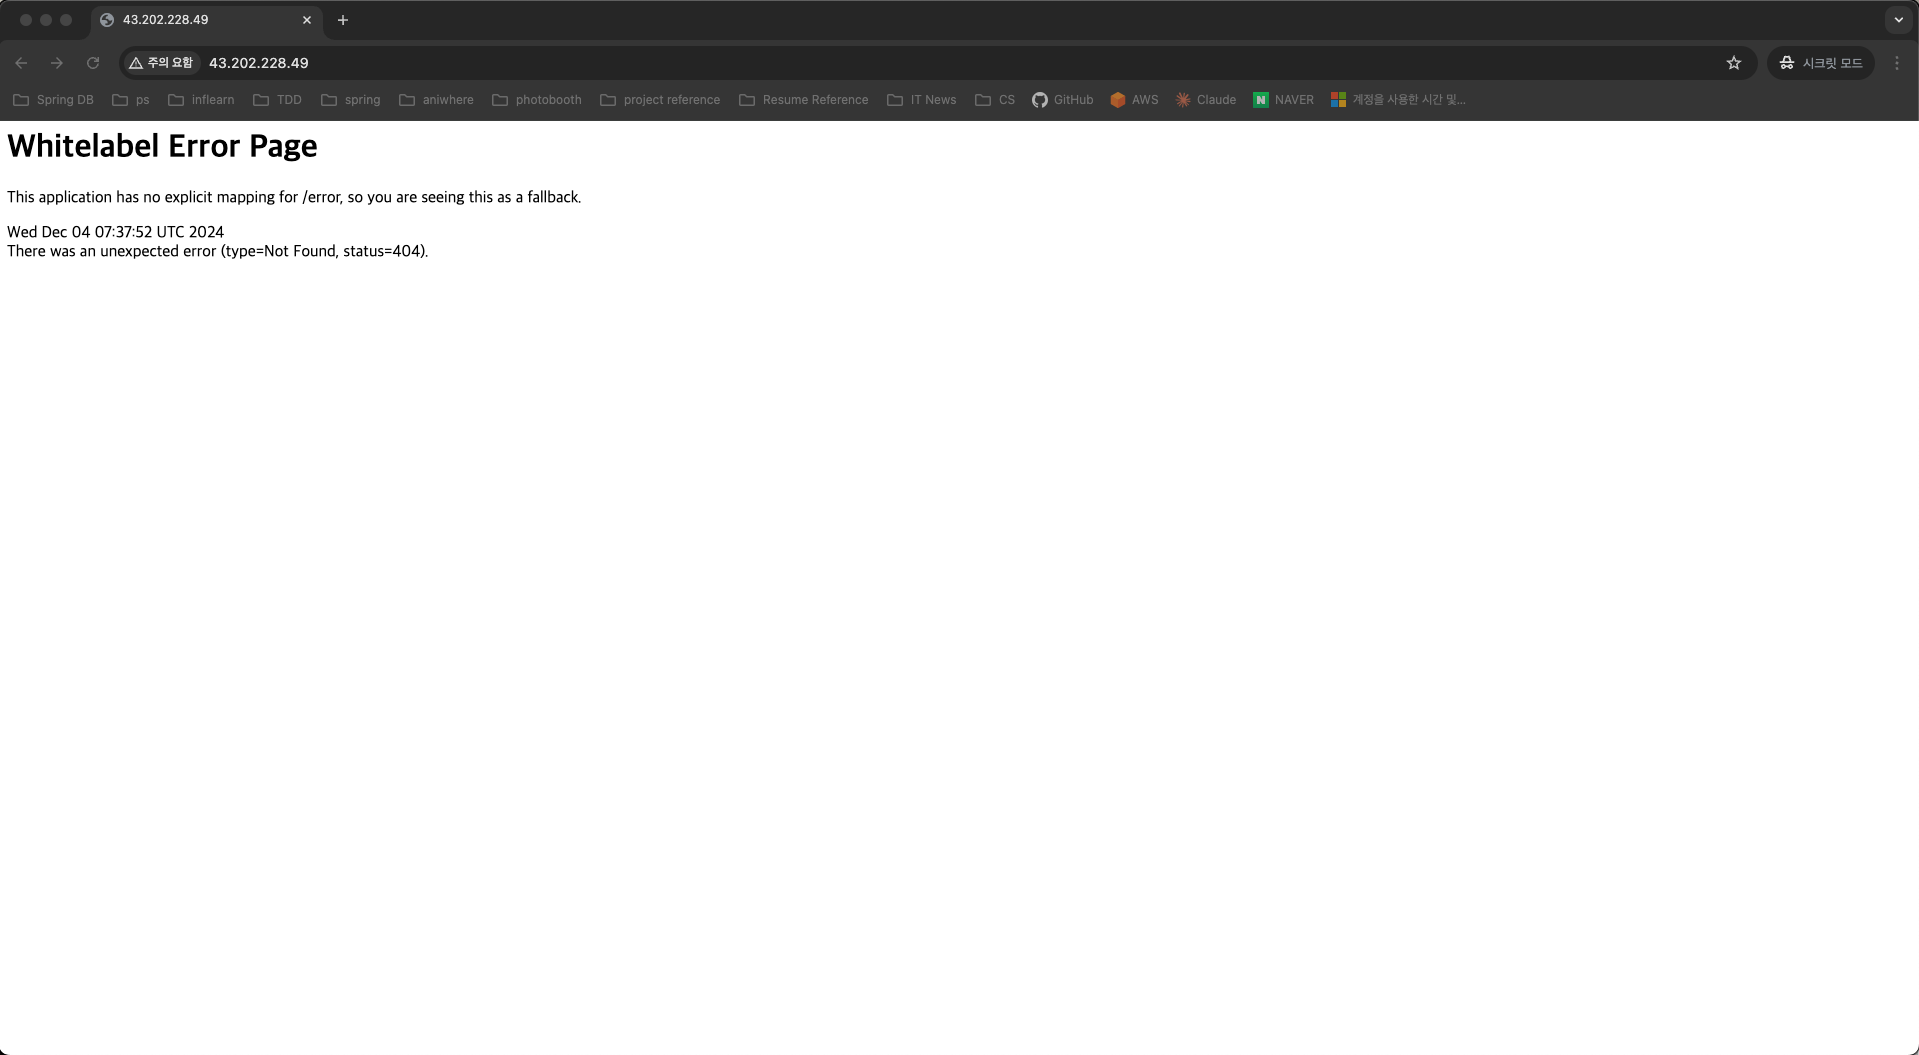 43.202.228.49
주의 요함 43.202.228.49 시크릿 모드
Spring DB ps inflearn TDD spring aniwhere photobooth project reference Resume Reference IT News CS GitHub AWS Claude N NAVER 계정을 사용한 시간 및...
Whitelabel Error Page
This application has no explicit mapping for /error, so you are seeing this as a fallback.
Wed Dec 04 07:37:52 UTC 2024
There was an unexpected error (type=Not Found, status=404).